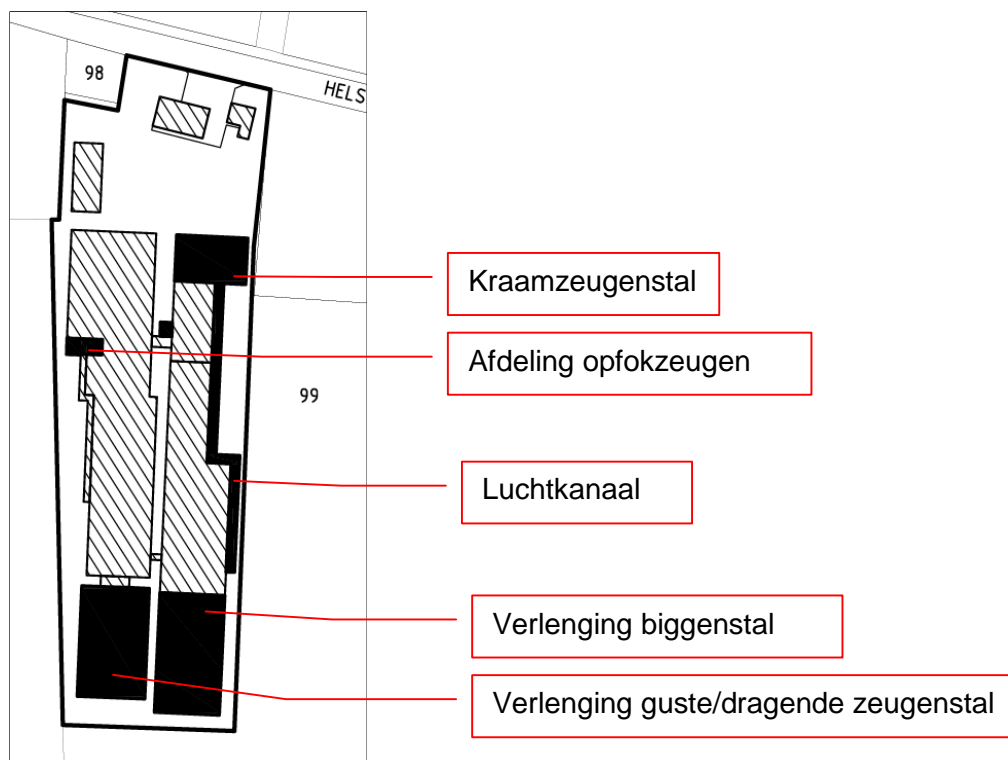 98
HELS
Kraamzeugenstal
Afdeling opfokzeugen
99
Luchtkanaal
Verlenging biggenstal
Verlenging guste/dragende zeugenstal